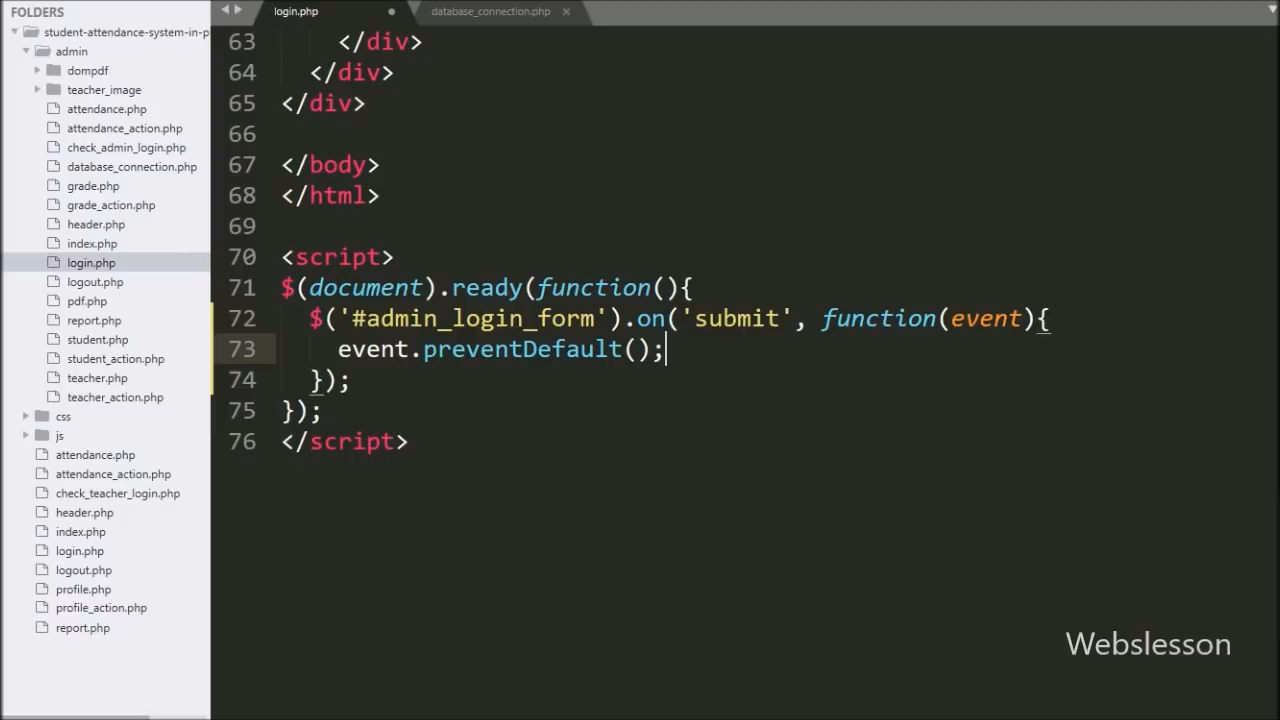 FOLDERS
student-attendance-system-in-p
admin
dompdf
teacher_image
attendance.php
attendance_action.php
check_admin_login.php
database_connection.php
grade.php
grade_action.php
header.php
index.php
login.php
logout.php
pdf.php
report.php
student.php
student_action.php
teacher.php
teacher_action.php
css
js
attendance.php
attendance_action.php
check_teacher_login.php
header.php
index.php
login.php
logout.php
profile.php
profile_action.php
report.php
login.php
database_connection.php
63 </div>
64 </div>
65 </div>
66
67 </body>
68 </html>
69
70 <script>
71 $(document).ready(function(){
72 $('#admin_login_form').on('submit', function(event){
73 event.preventDefault();
74 });
75 });
76 </script>
Webslesson